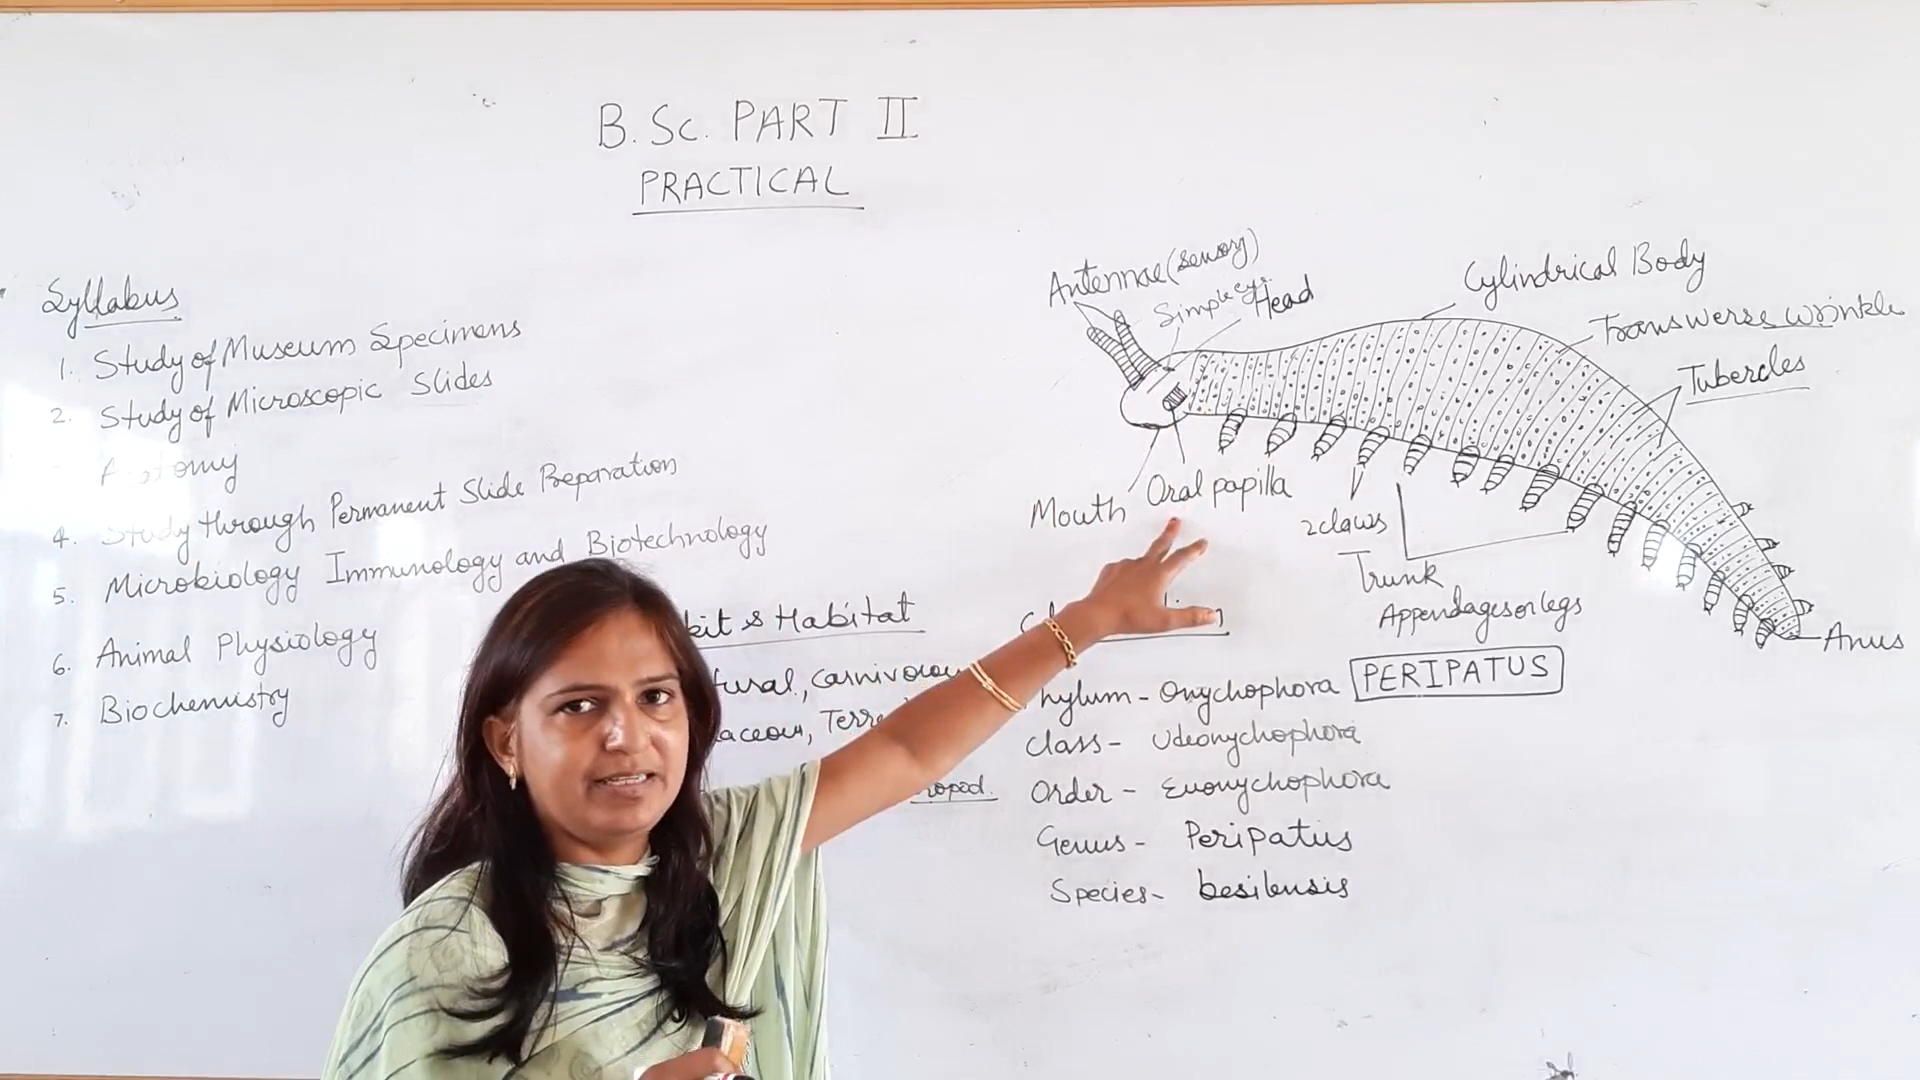 B.Sc. PART II
PRACTICAL
Syllabus
1. Study of Museum Specimens
2. Study of Microscopic Slides
4. Study through Permanent Slide Preparation
5. Microbiology Immunology and Biotechnology
6. Animal Physiology
7. Biochemistry
& Habitat
Carnivorous
Antennae (sensory)
Simple eye
Head
Cylindrical Body
Transwerse wrinkle
Tubercles
Mouth
Oral papilla
2 claws
Trunk
Appendages or legs
Anus
PERIPATUS
hylum - Onychophora
Class - Udeonychophora
Order - Euonychophora
Genus - Peripatus
Species - besilensis